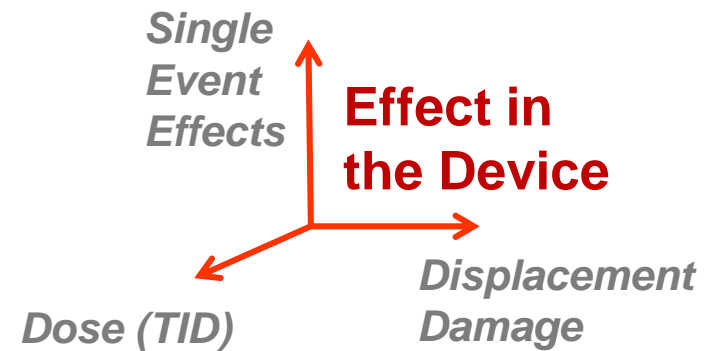 Single
Event
Effects
Effect in
the Device
Displacement
Damage
Dose (TID)